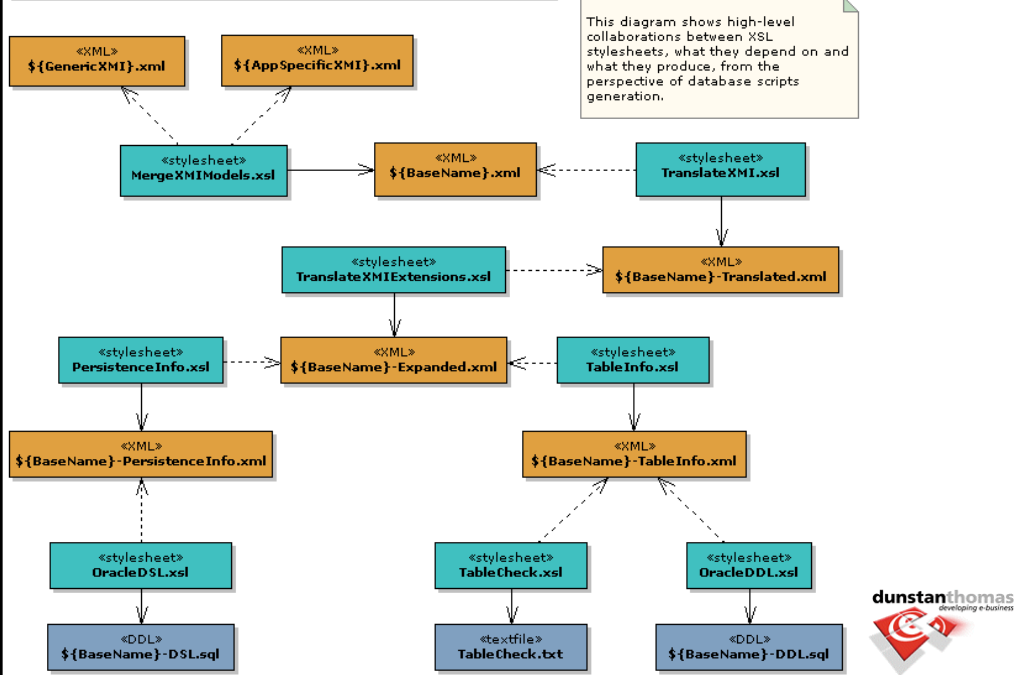 This diagram shows high-level
collaborations between XSL
stylesheets, what they depend on and
what they produce, from the
perspective of database scripts
generation.
«XML»
${GenericXMI}.xml
«XML»
${AppSpecificXMI}.xml
«stylesheet»
MergeXMIModels.xsl
«XML»
${BaseName}.xml
«stylesheet»
TranslateXMI.xsl
«stylesheet»
TranslateXMIExtensions.xsl
«XML»
${BaseName}-Translated.xml
«stylesheet»
PersistenceInfo.xsl
«XML»
${BaseName}-Expanded.xml
«stylesheet»
TableInfo.xsl
«XML»
${BaseName}-PersistenceInfo.xml
«XML»
${BaseName}-TableInfo.xml
«stylesheet»
OracleDSL.xsl
«stylesheet»
TableCheck.xsl
«stylesheet»
OracleDDL.xsl
«DDL»
${BaseName}-DSL.sql
«textfile»
TableCheck.txt
«DDL»
${BaseName}-DDL.sql
dunstanthomas
developing e-business